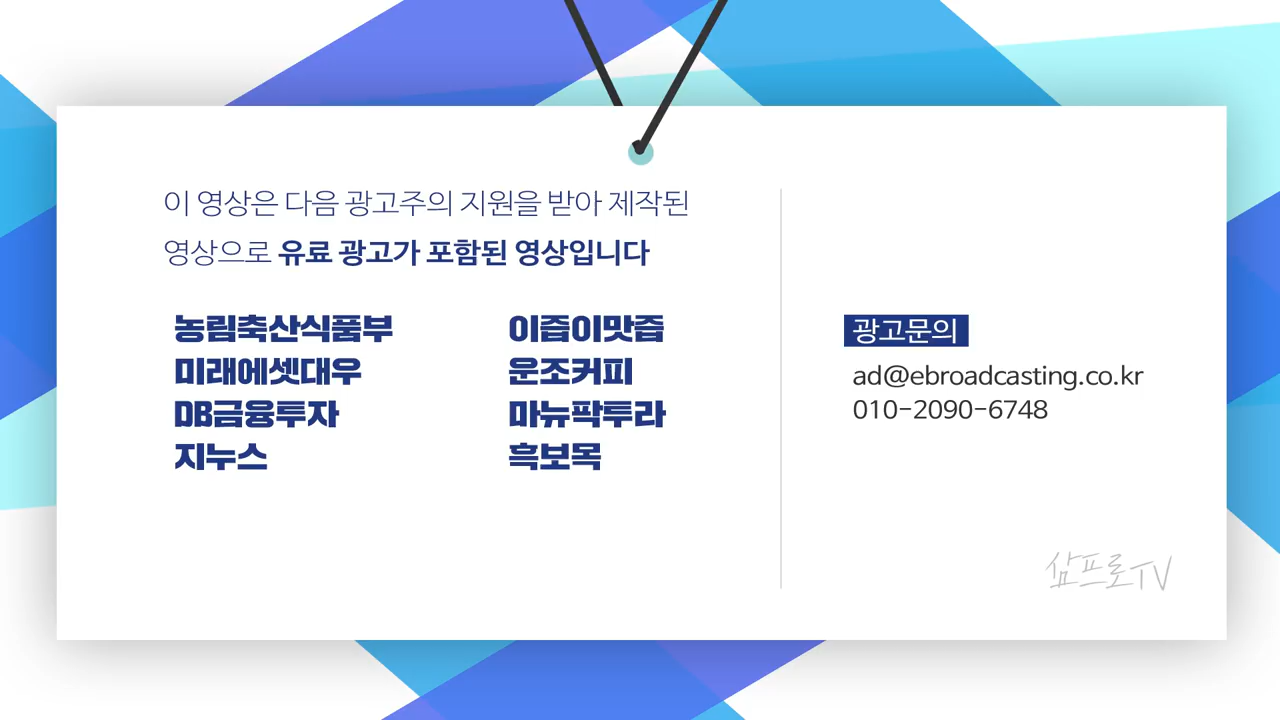 이 영상은 다음 광고주의 지원을 받아 제작된
영상으로 유료 광고가 포함된 영상입니다
농림축산식품부
미래에셋대우
DB금융투자
지누스
이즙이맛즙
운조커피
마뉴팍투라
흑보목
광고문의
ad@ebroadcasting.co.kr
010-2090-6748
삼프로TV